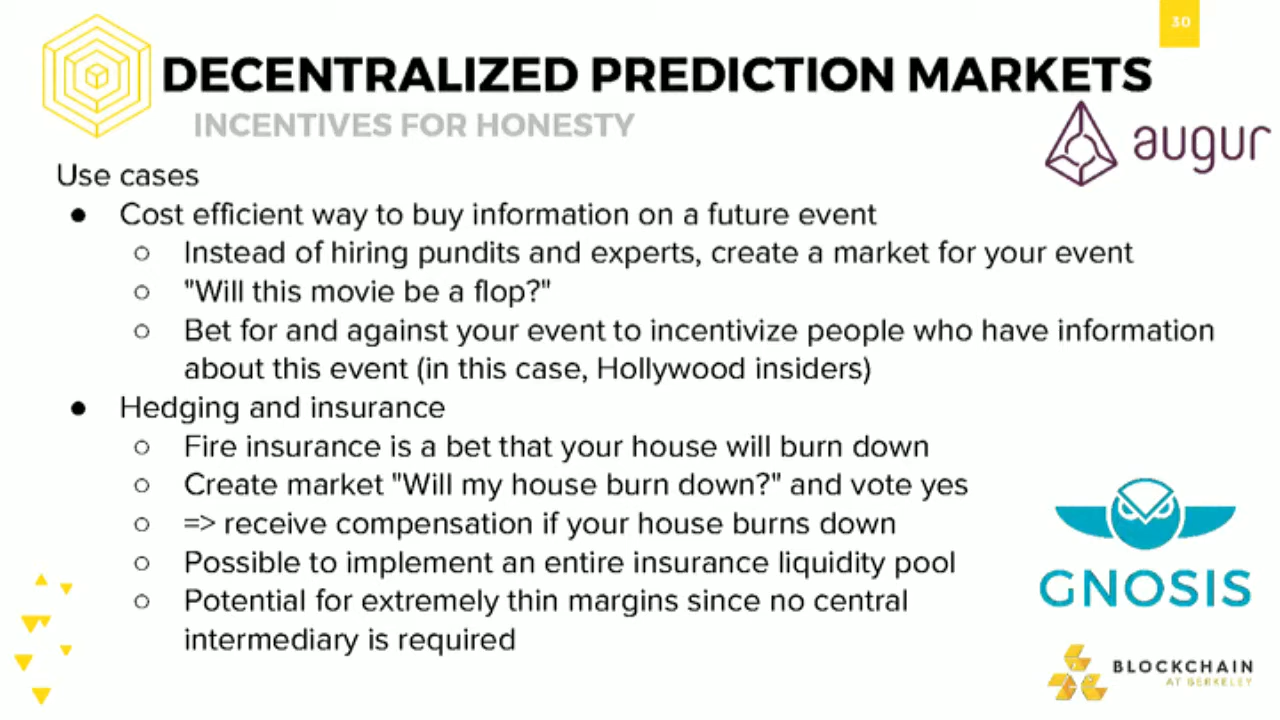 30
DECENTRALIZED PREDICTION MARKETS
INCENTIVES FOR HONESTY
augur
Use cases
● Cost efficient way to buy information on a future event
○ Instead of hiring pundits and experts, create a market for your event
○ "Will this movie be a flop?"
○ Bet for and against your event to incentivize people who have information
about this event (in this case, Hollywood insiders)
● Hedging and insurance
○ Fire insurance is a bet that your house will burn down
○ Create market "Will my house burn down?" and vote yes
○ => receive compensation if your house burns down
○ Possible to implement an entire insurance liquidity pool
○ Potential for extremely thin margins since no central
intermediary is required
GNOSIS
BLOCKCHAIN
AT BERKELEY